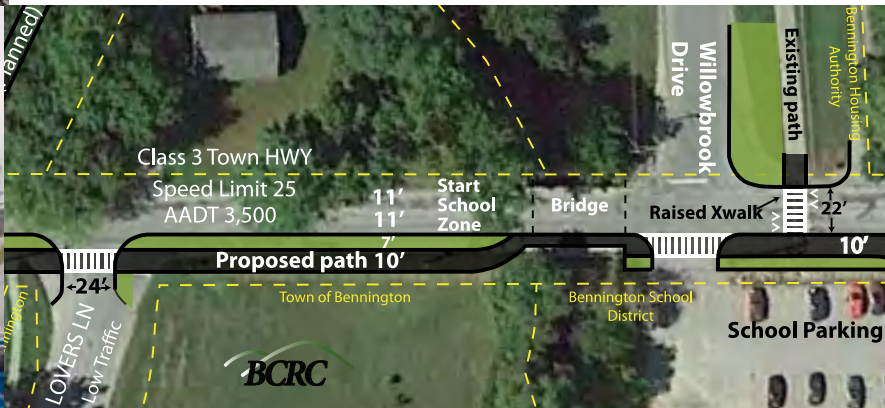 Planned)
Class 3 Town HWY
Speed Limit 25
AADT 3,500
11'
11'
7'
Proposed path 10'
Start
School
Zone
Bridge
Willowbrook
Drive
Existing path
Bennington Housing
Authority
Raised Xwalk
22'
10'
24'
LOVERS LN
Low Traffic
Town of Bennington
Bennington School
District
School Parking
BCRC